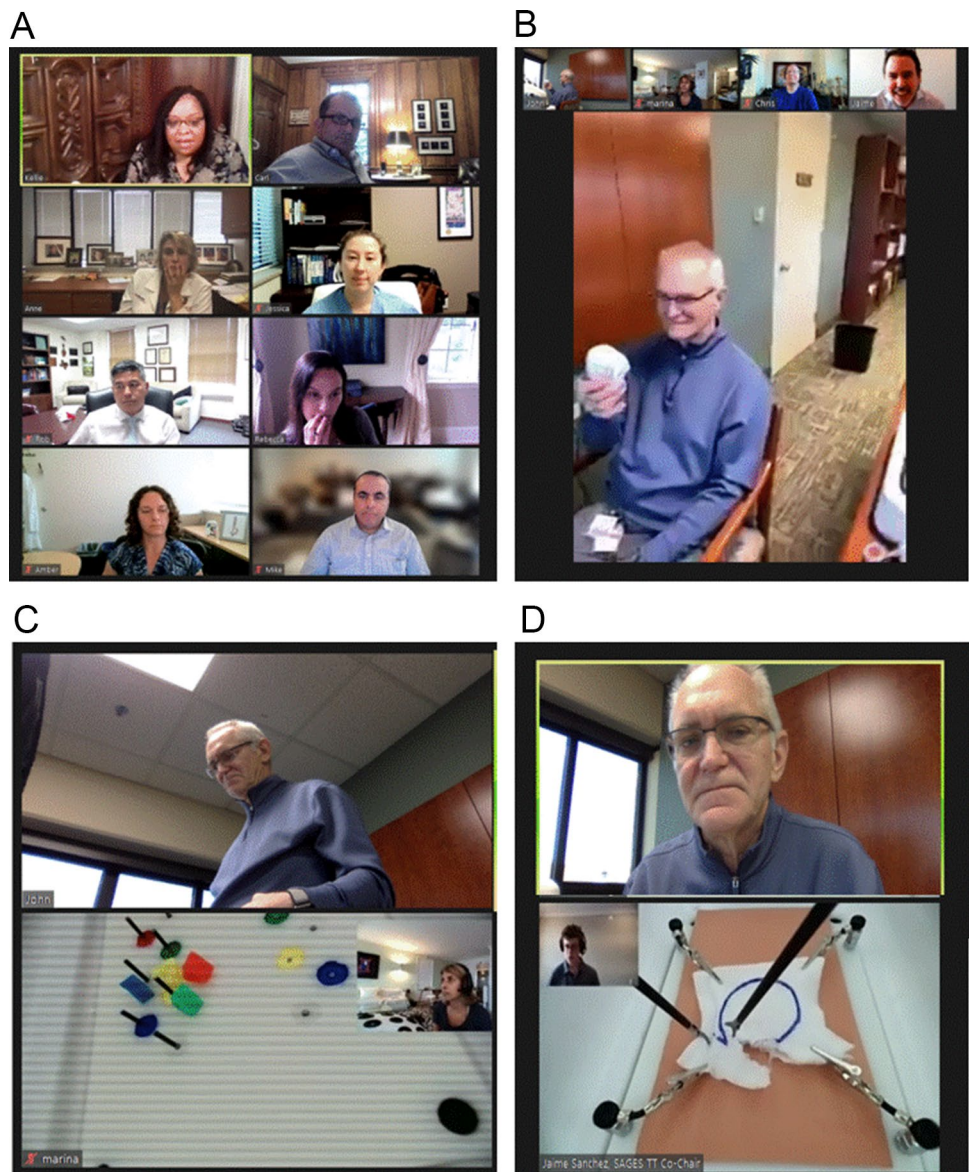 A
B
Kallie
Carl
Anne
Jessica
Rob
Rebecca
Amber
Mike
John
marina
Chris
Jaime
C
D
John
marina
Jaime Sanchez, SAGES TT Co-Chair